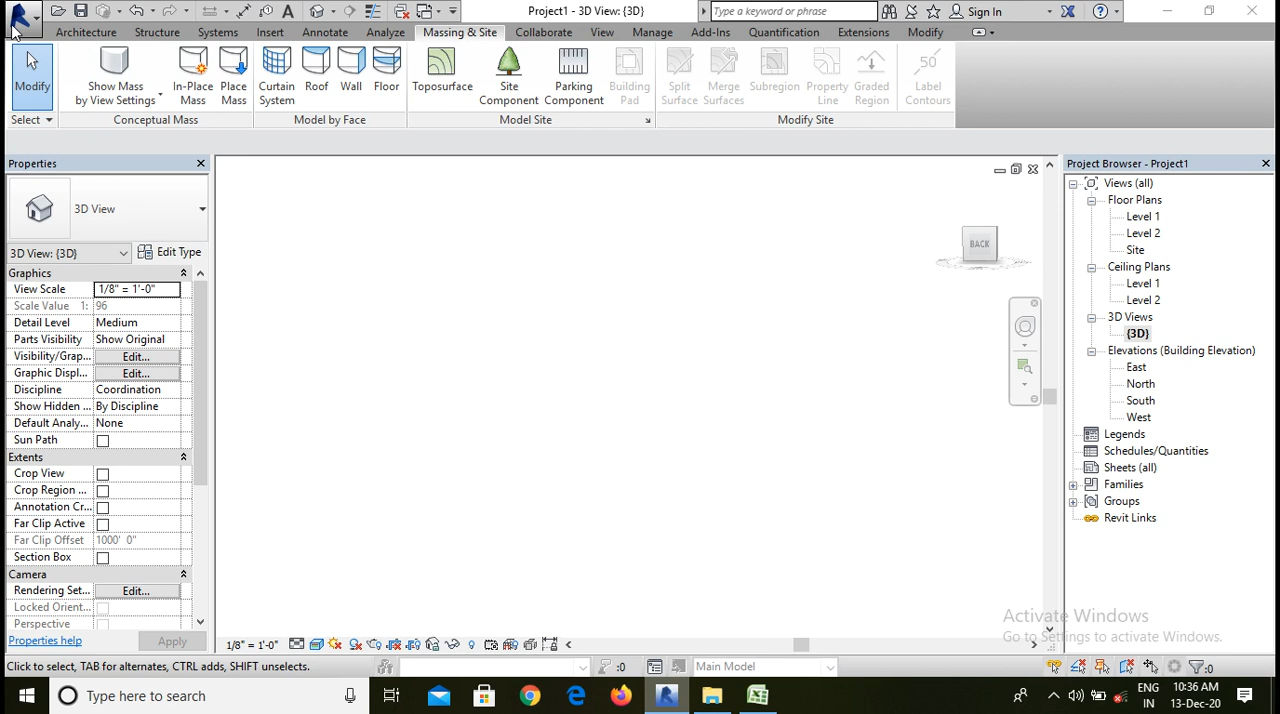 Project1 - 3D View: {3D}
Type a keyword or phrase
Sign In
Architecture Structure Systems Insert Annotate Analyze Massing & Site Collaborate View Manage Add-Ins Quantification Extensions Modify
Modify
Show Mass
by View Settings
In-Place
Mass
Place
Mass
Curtain
System
Roof
Wall
Floor
Toposurface
Site
Component
Parking
Component
Building
Pad
Split
Surface
Merge
Surfaces
Subregion
Property
Line
Graded
Region
50
Label
Contours
Select
Conceptual Mass
Model by Face
Model Site
Modify Site
Properties
3D View
3D View: {3D}
Edit Type
Graphics
View Scale 1/8" = 1'-0"
Scale Value 1: 96
Detail Level Medium
Parts Visibility Show Original
Visibility/Grap... Edit...
Graphic Displ... Edit...
Discipline Coordination
Show Hidden ... By Discipline
Default Analy... None
Sun Path
Extents
Crop View
Crop Region ...
Annotation Cr...
Far Clip Active
Far Clip Offset 1000' 0"
Section Box
Camera
Rendering Set... Edit...
Locked Orient...
Perspective
Properties help
Apply
BACK
Project Browser - Project1
Views (all)
Floor Plans
Level 1
Level 2
Site
Ceiling Plans
Level 1
Level 2
3D Views
{3D}
Elevations (Building Elevation)
East
North
South
West
Legends
Schedules/Quantities
Sheets (all)
Families
Groups
Revit Links
Activate Windows
Go to Settings to activate Windows.
1/8" = 1'-0"
Click to select, TAB for alternates, CTRL adds, SHIFT unselects.
:0
Main Model
:0
Type here to search
ENG
IN
10:36 AM
13-Dec-20